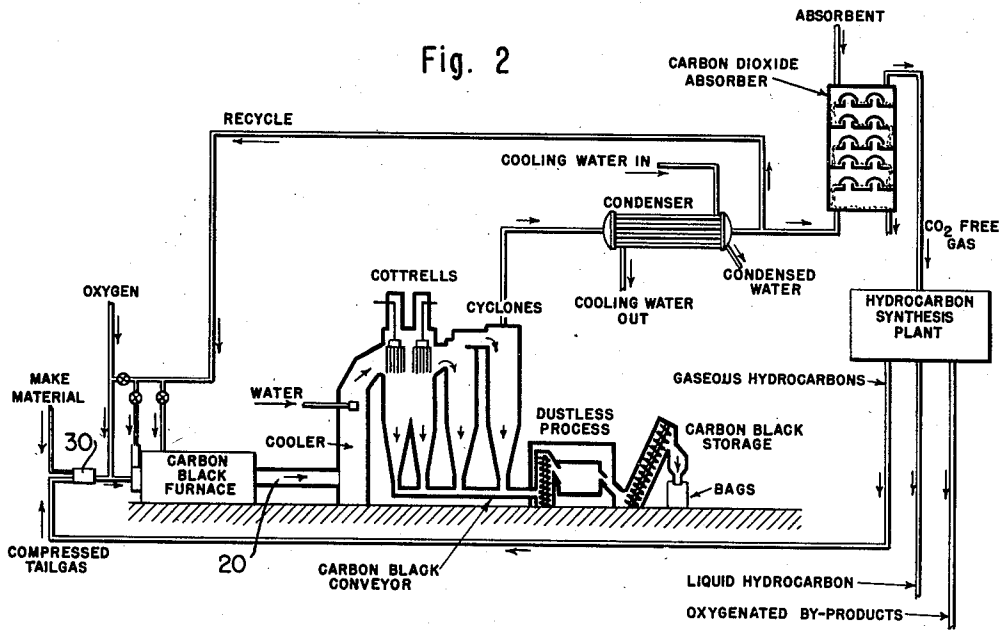 ABSORBENT
Fig. 2
CARBON DIOXIDE
ABSORBER
RECYCLE
COOLING WATER IN
CONDENSER
CO2 FREE
GAS
COTTRELLS
CONDENSED
WATER
OXYGEN
CYCLONES
COOLING WATER
OUT
HYDROCARBON
SYNTHESIS
PLANT
MAKE
MATERIAL
GASEOUS HYDROCARBONS
WATER
DUSTLESS
PROCESS
CARBON BLACK
STORAGE
30
COOLER
CARBON
BLACK
FURNACE
BAGS
COMPRESSED
TAILGAS
20
CARBON BLACK
CONVEYOR
LIQUID HYDROCARBON
OXYGENATED BY-PRODUCTS